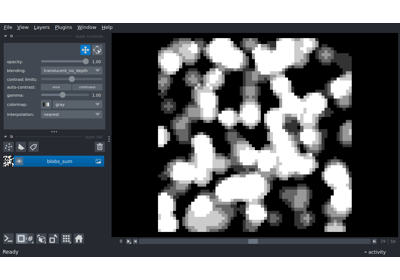 File View Layers Plugins Window Help
opacity: 1.00
blending: translucent_no_depth
contrast limits:
auto-contrast: once continuous
gamma: 1.00
colormap: gray
interpolation: nearest
blobs_sum
Ready activity